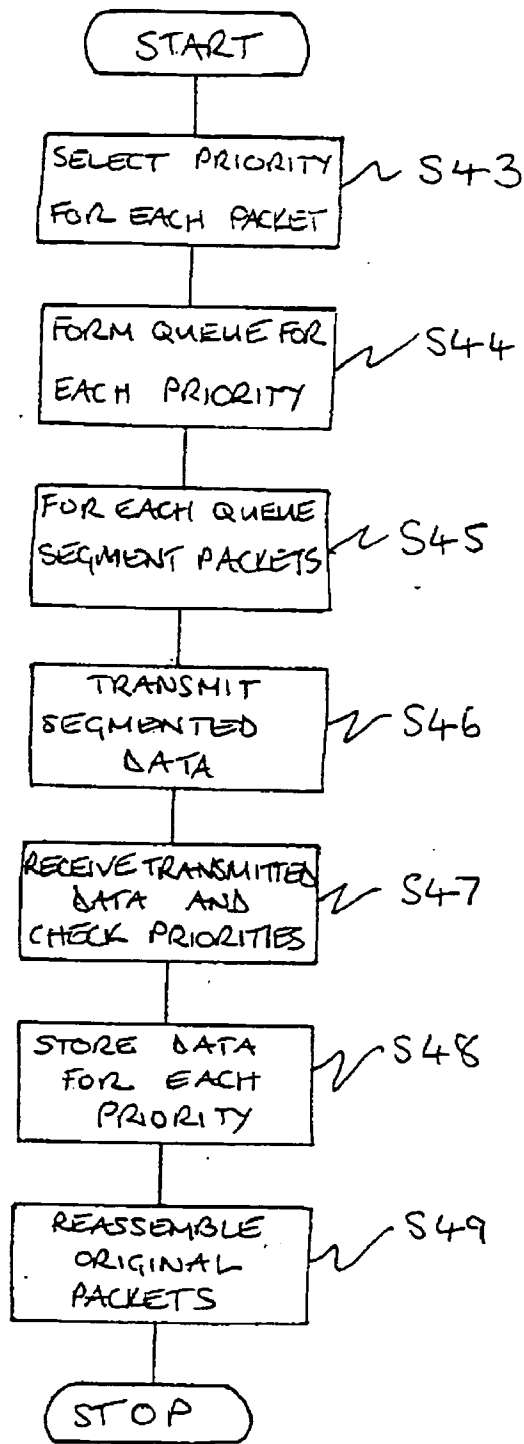 START
SELECT PRIORITY
FOR EACH PACKET
S43
FORM QUEUE FOR
EACH PRIORITY
S44
FOR EACH QUEUE
SEGMENT PACKETS
S45
TRANSMIT
SEGMENTED
DATA
S46
RECEIVE TRANSMITTED
DATA AND
CHECK PRIORITIES
S47
STORE DATA
FOR EACH
PRIORITY
S48
REASSEMBLE
ORIGINAL
PACKETS
S49
STOP